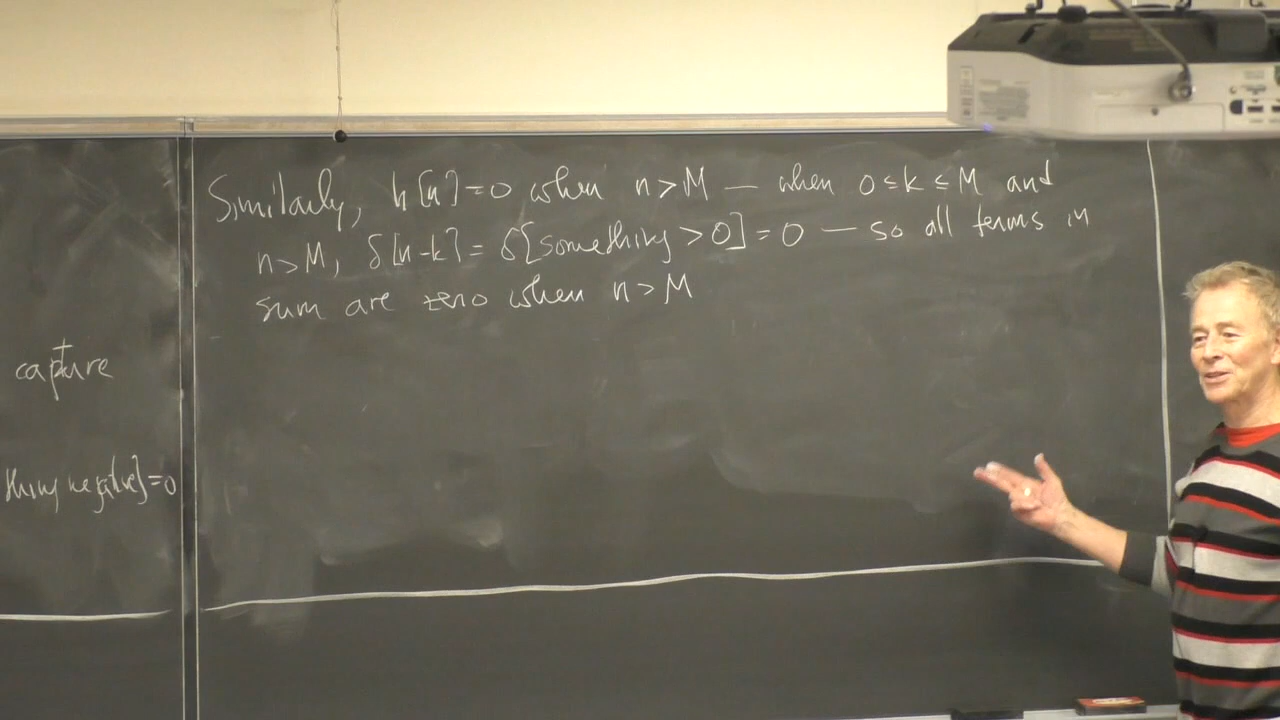 capture
thing negative]=0
Similarly, h[n]=0 when n>M — when 0≤k≤M and
n>M, δ[n-k]= δ[something>0]=0 — so all terms in
sum are zero when n>M